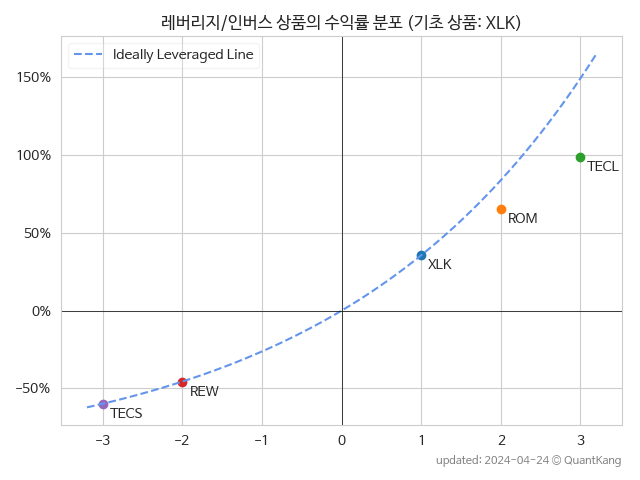 레버리지/인버스 상품의 수익률 분포 (기초 상품: XLK)
Ideally Leveraged Line
150%
100%
50%
0%
−50%
TECL
ROM
XLK
REW
TECS
−3 −2 −1 0 1 2 3
updated: 2024-04-24 © QuantKang